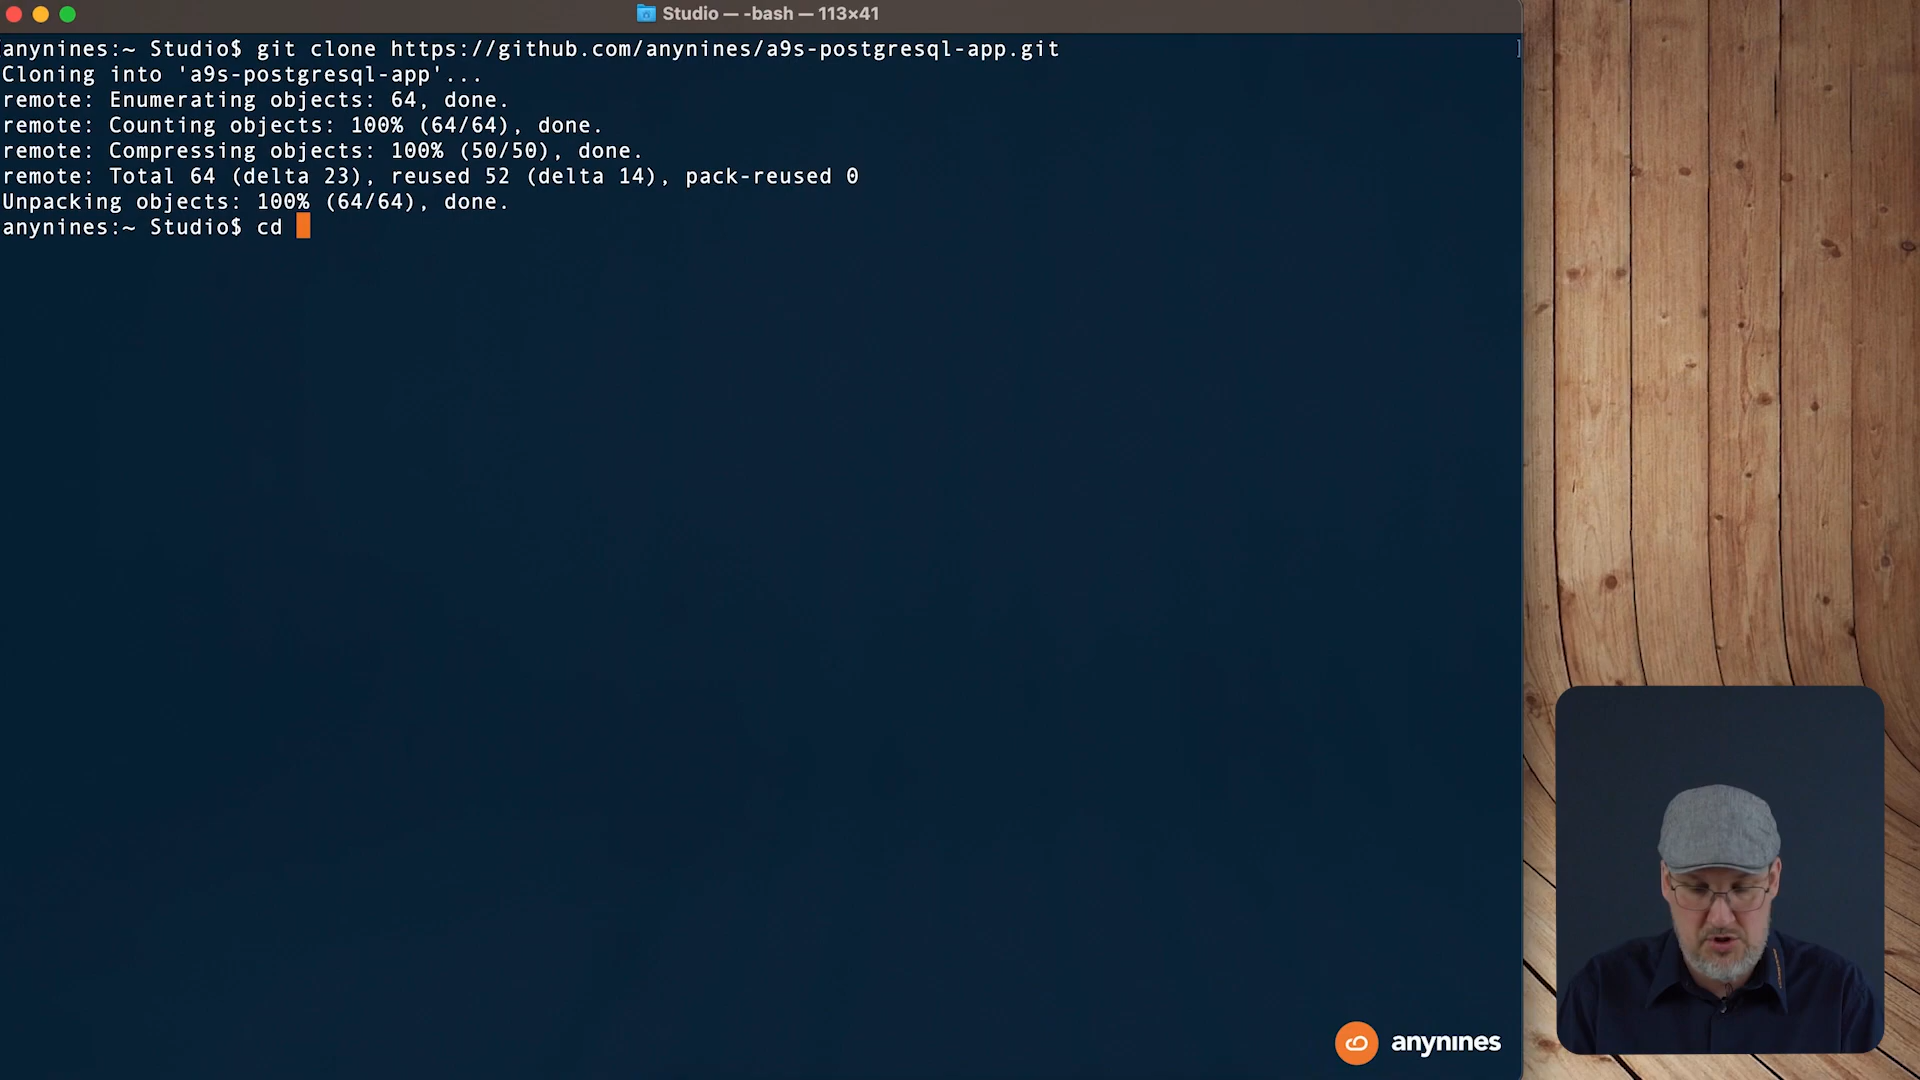 Studio — -bash — 113×41
anynines:~ Studio$ git clone https://github.com/anynines/a9s-postgresql-app.git
Cloning into 'a9s-postgresql-app'...
remote: Enumerating objects: 64, done.
remote: Counting objects: 100% (64/64), done.
remote: Compressing objects: 100% (50/50), done.
remote: Total 64 (delta 23), reused 52 (delta 14), pack-reused 0
Unpacking objects: 100% (64/64), done.
anynines:~ Studio$ cd
anynines